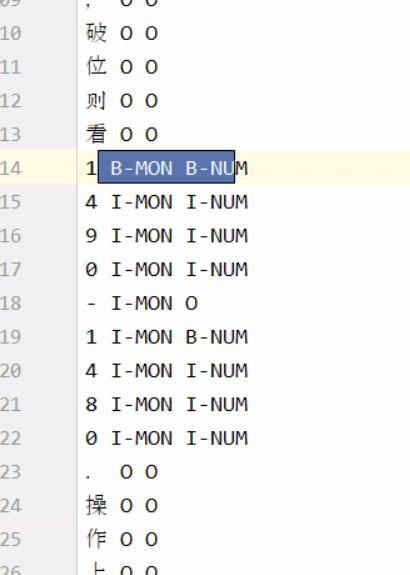 09 , O O
10 破 O O
11 位 O O
12 则 O O
13 看 O O
14 1 B-MON B-NUM
15 4 I-MON I-NUM
16 9 I-MON I-NUM
17 0 I-MON I-NUM
18 - I-MON O
19 1 I-MON B-NUM
20 4 I-MON I-NUM
21 8 I-MON I-NUM
22 0 I-MON I-NUM
23 . O O
24 操 O O
25 作 O O
26 上 O O